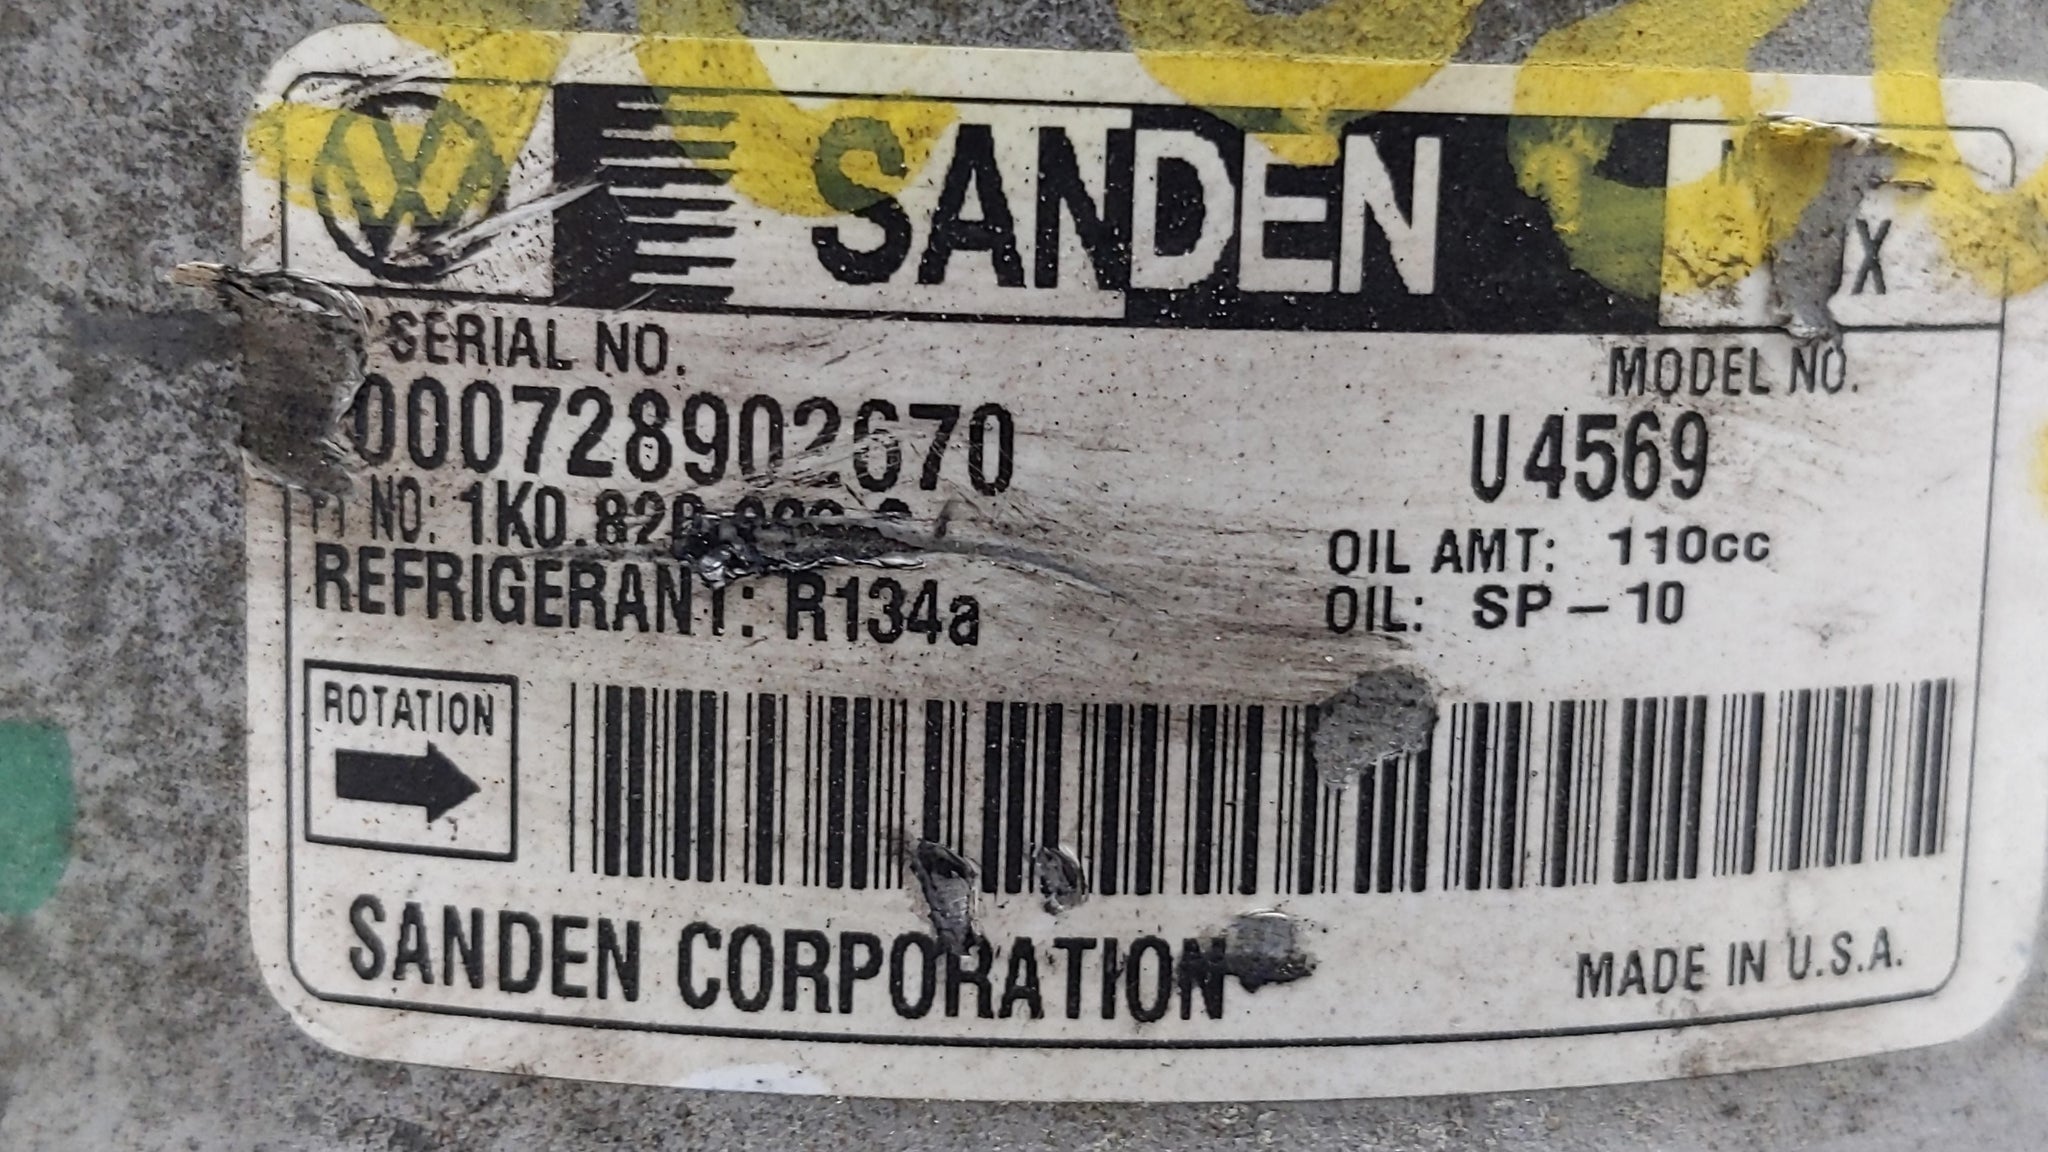 SANDEN
SERIAL NO.
000728902670
MODEL NO.
U4569
NO: 1K0.820
OIL AMT: 110cc
REFRIGERANT: R134a
OIL: SP-10
ROTATION
SANDEN CORPORATION
MADE IN U.S.A.